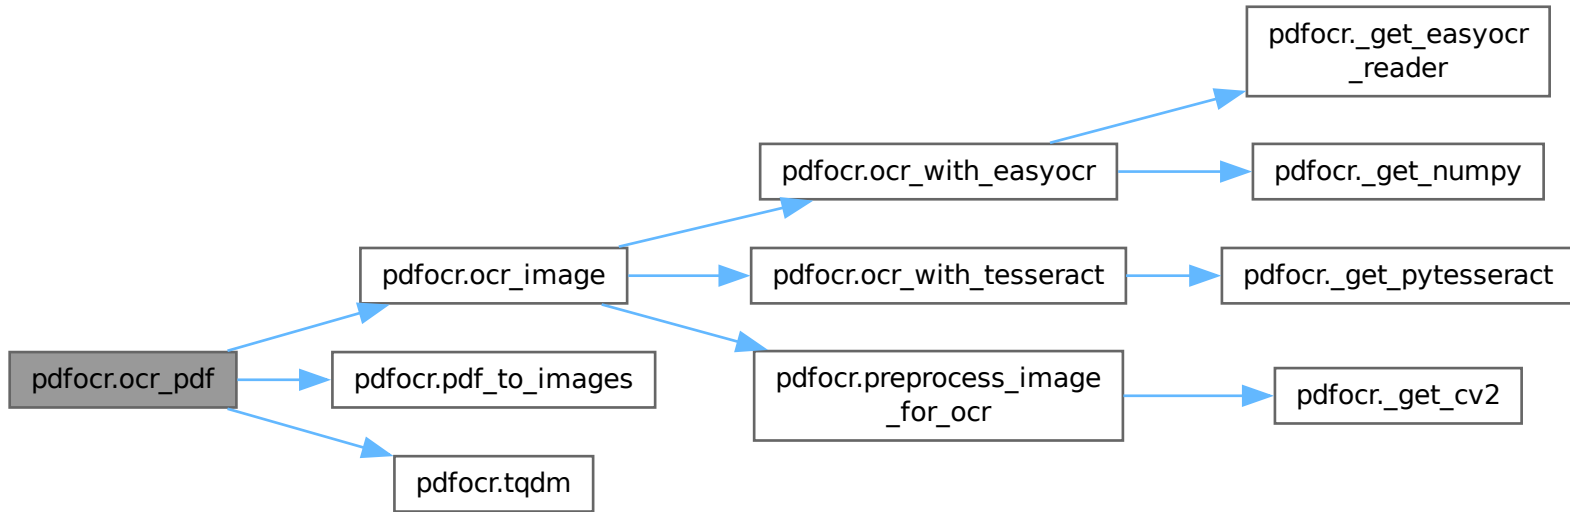 pdfocr._get_easyocr
_reader
pdfocr.ocr_with_easyocr
pdfocr._get_numpy
pdfocr.ocr_image
pdfocr.ocr_with_tesseract
pdfocr._get_pytesseract
pdfocr.ocr_pdf
pdfocr.pdf_to_images
pdfocr.preprocess_image
_for_ocr
pdfocr._get_cv2
pdfocr.tqdm